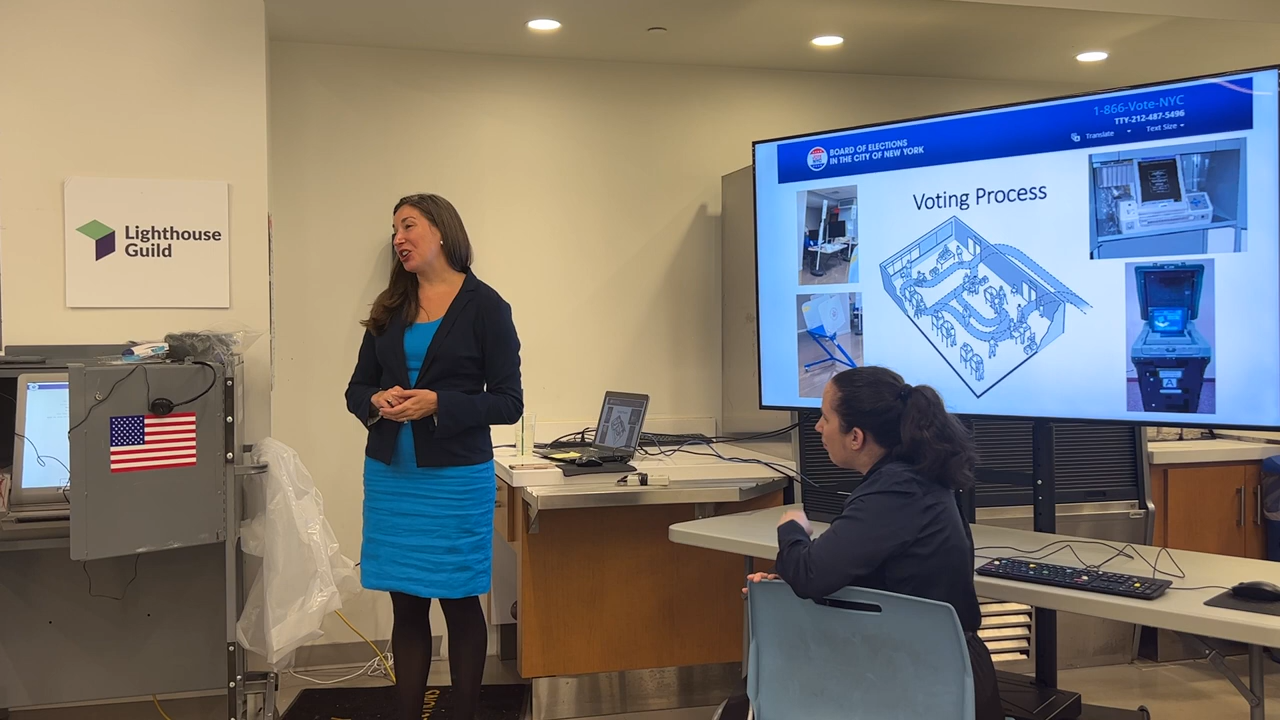 Lighthouse
Guild
1-866-Vote-NYC
TTY-212-487-5496
Translate
Text Size
BOARD OF ELECTIONS
IN THE CITY OF NEW YORK
Voting Process
A